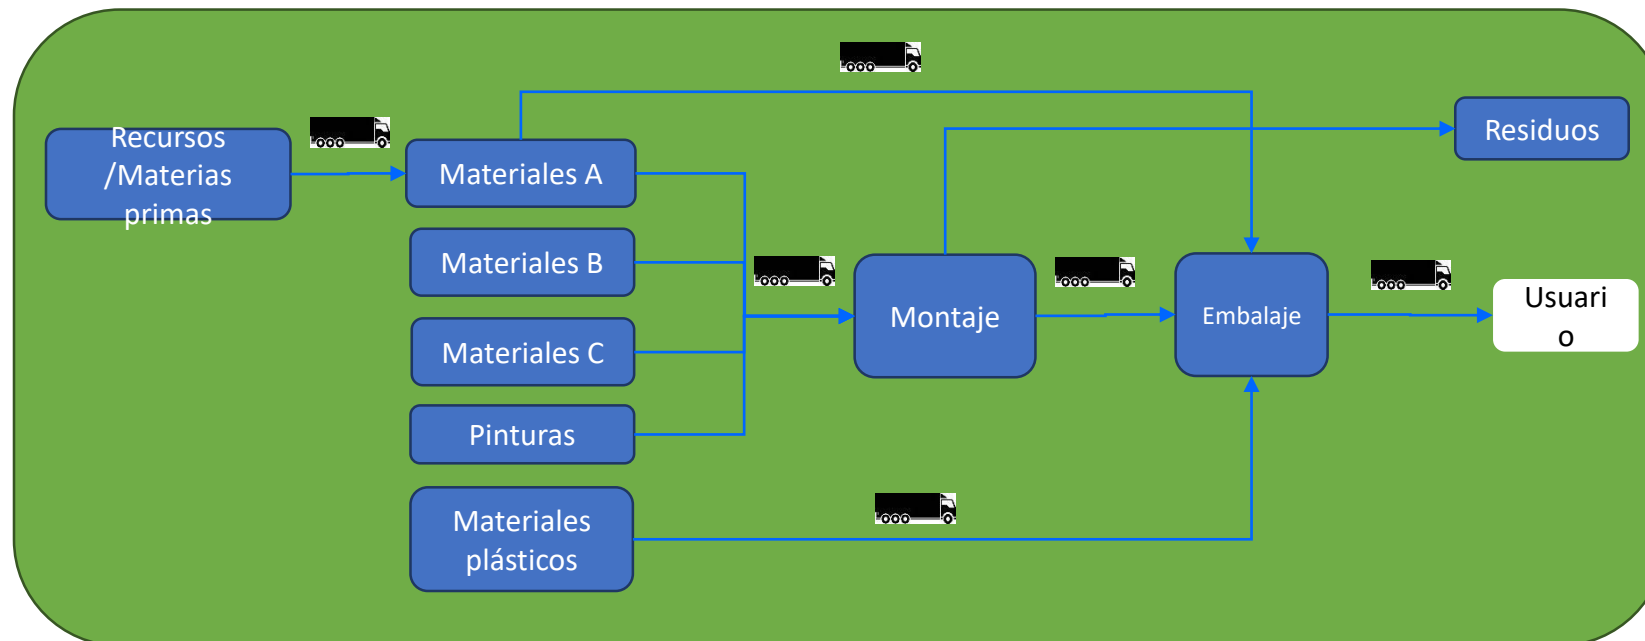 Recursos
/Materias
primas
Materiales A
Materiales B
Materiales C
Pinturas
Materiales
plásticos
Montaje
Embalaje
Residuos
Usuari
o